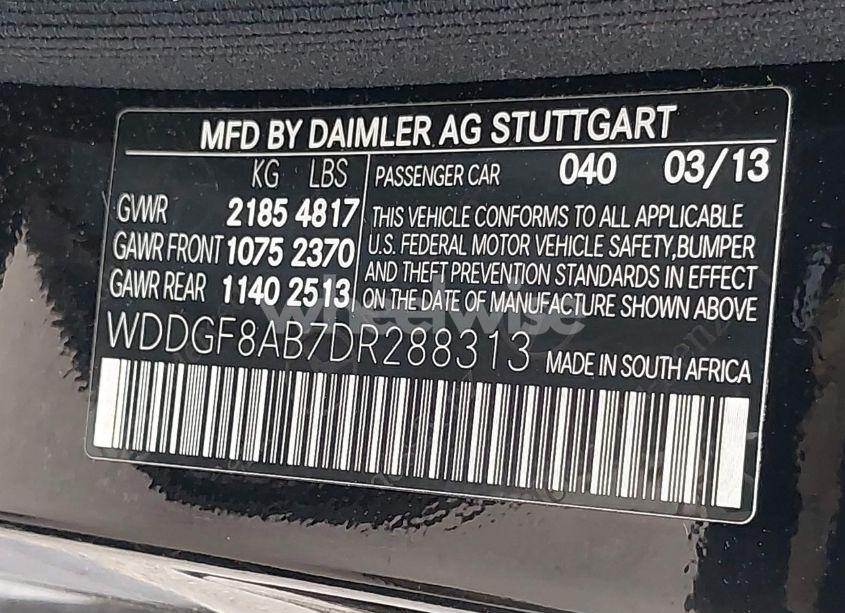 MFD BY DAIMLER AG STUTTGART
KG LBS PASSENGER CAR 040 03/13
GVWR 2185 4817 THIS VEHICLE CONFORMS TO ALL APPLICABLE
GAWR FRONT 1075 2370 U.S. FEDERAL MOTOR VEHICLE SAFETY,BUMPER
GAWR REAR 1140 2513 AND THEFT PREVENTION STANDARDS IN EFFECT
ON THE DATE OF MANUFACTURE SHOWN ABOVE
wheelwise
WDDGF8AB7DR288313 MADE IN SOUTH AFRICA